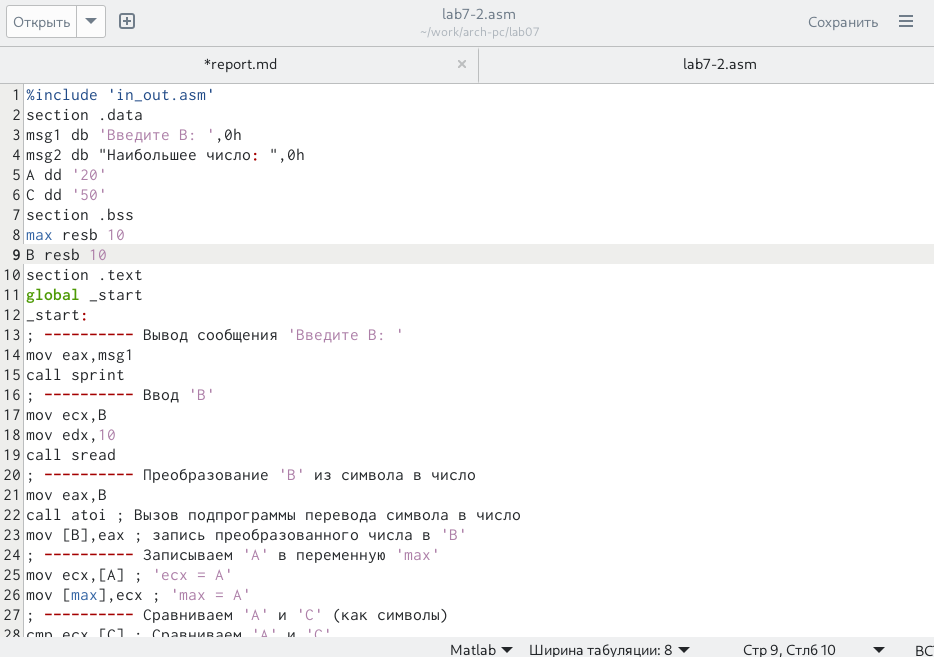 Открыть
lab7-2.asm
~/work/arch-pc/lab07
Сохранить
*report.md
lab7-2.asm
1 %include 'in_out.asm'
2 section .data
3 msg1 db 'Введите B: ',0h
4 msg2 db "Наибольшее число: ",0h
5 A dd '20'
6 C dd '50'
7 section .bss
8 max resb 10
9 B resb 10
10 section .text
11 global _start
12 _start:
13 ; ---------- Вывод сообщения 'Введите B: '
14 mov eax,msg1
15 call sprint
16 ; ---------- Ввод 'B'
17 mov ecx,B
18 mov edx,10
19 call sread
20 ; ---------- Преобразование 'B' из символа в число
21 mov eax,B
22 call atoi ; Вызов подпрограммы перевода символа в число
23 mov [B],eax ; запись преобразованного числа в 'B'
24 ; ---------- Записываем 'A' в переменную 'max'
25 mov ecx,[A] ; 'ecx = A'
26 mov [max],ecx ; 'max = A'
27 ; ---------- Сравниваем 'A' и 'C' (как символы)
28 cmp ecx,[C] ; Сравниваем 'A' и 'C'
Matlab
Ширина табуляции: 8
Стр 9, Стлб 10
ВС